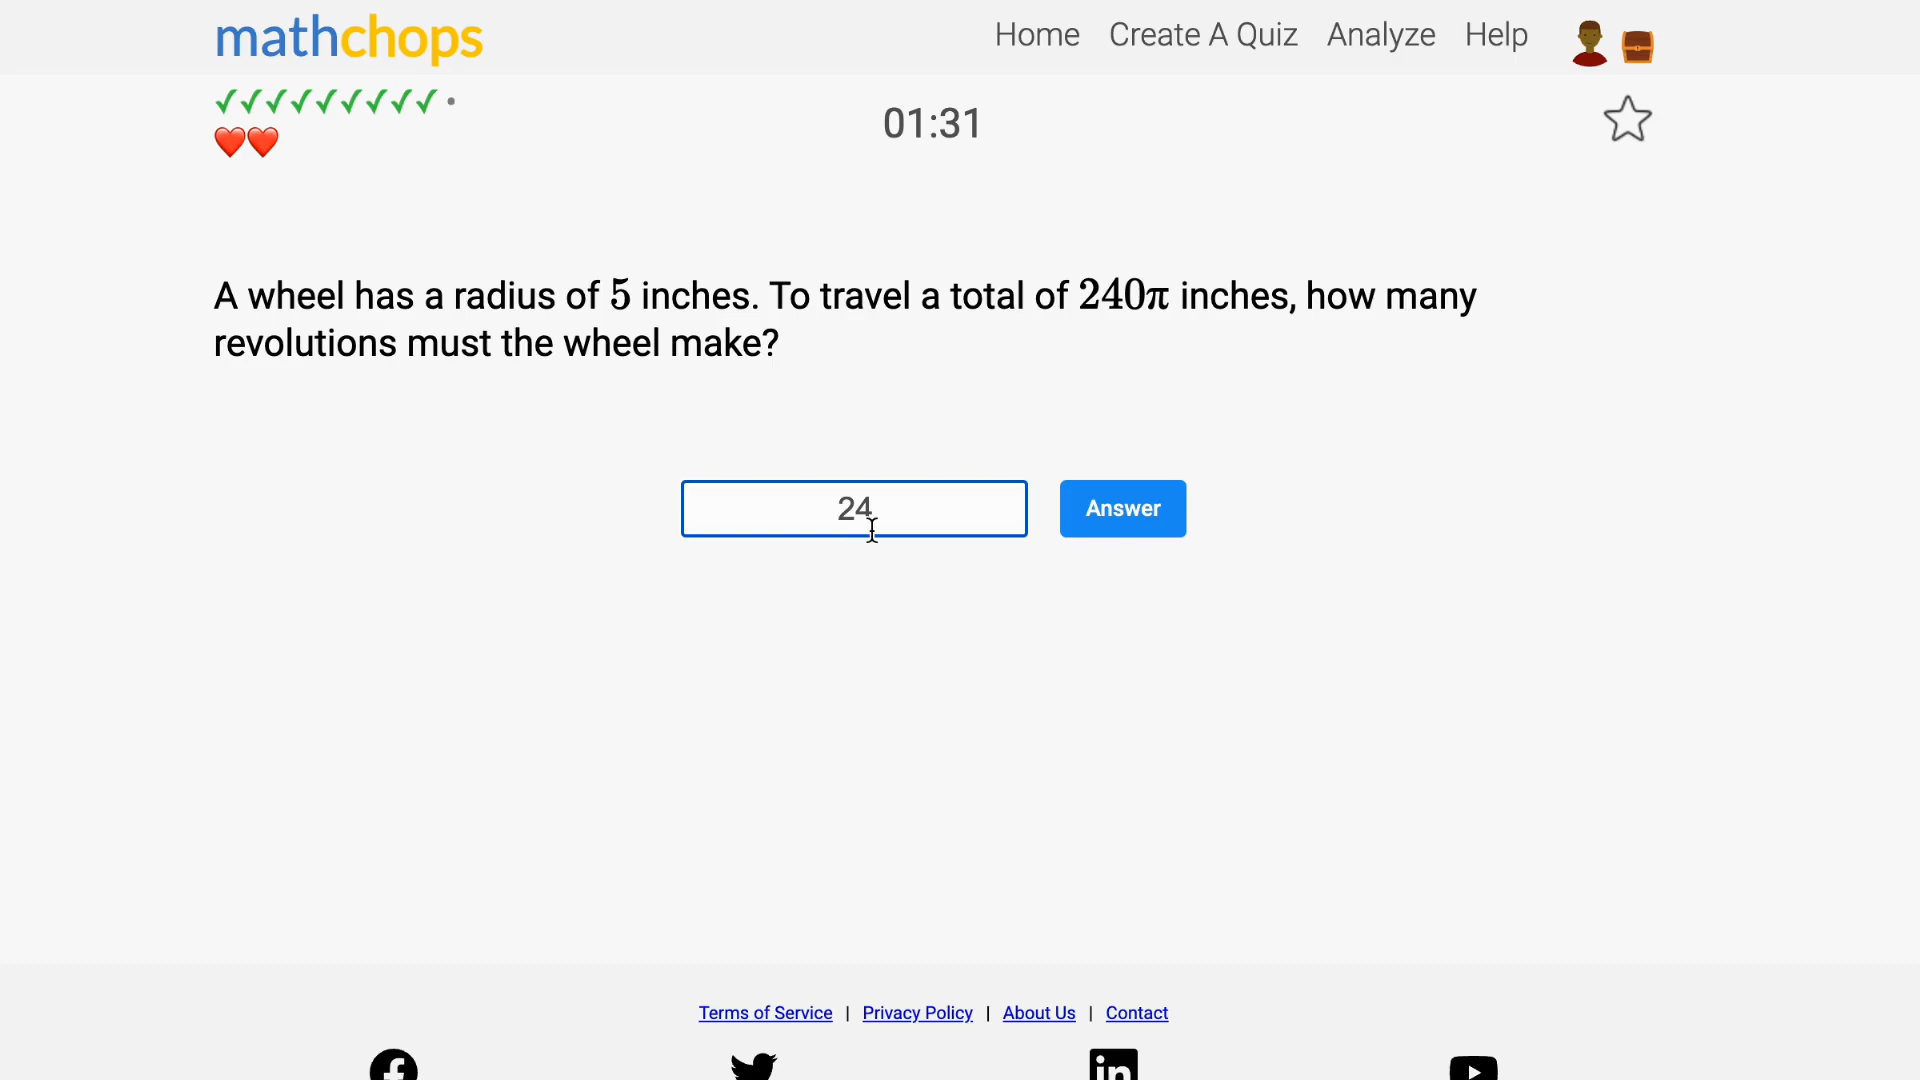 mathchops
Home Create A Quiz Analyze Help
01:31
A wheel has a radius of 5 inches. To travel a total of 240π inches, how many
revolutions must the wheel make?
24
Answer
Terms of Service | Privacy Policy | About Us | Contact